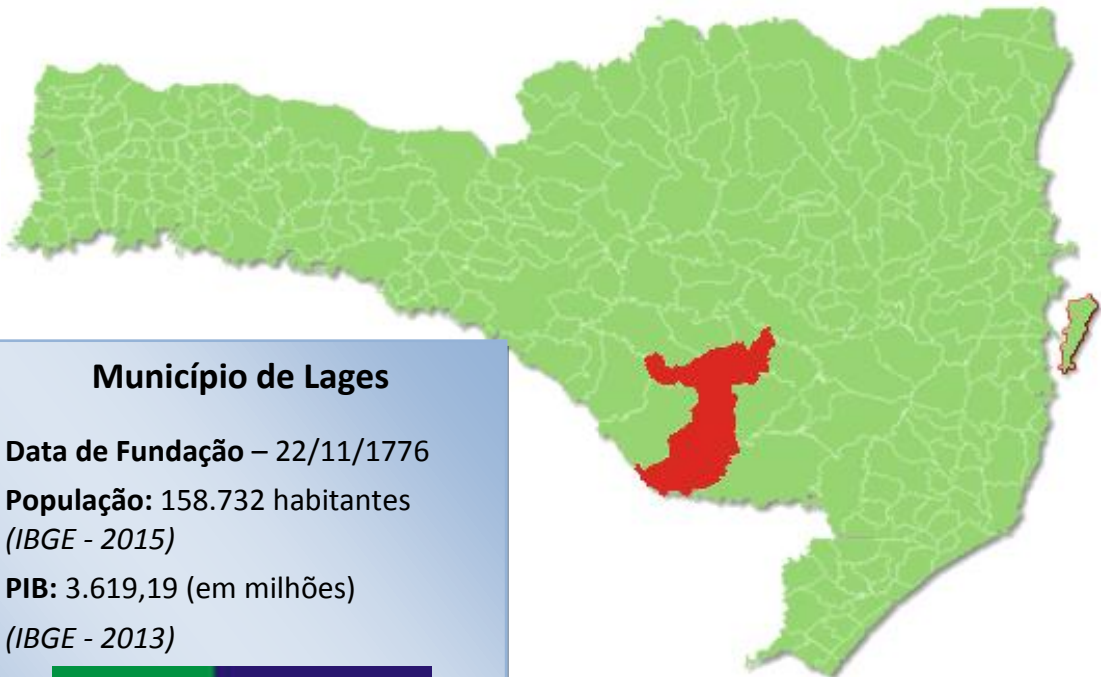 Município de Lages
Data de Fundação – 22/11/1776
População: 158.732 habitantes
(IBGE - 2015)
PIB: 3.619,19 (em milhões)
(IBGE - 2013)